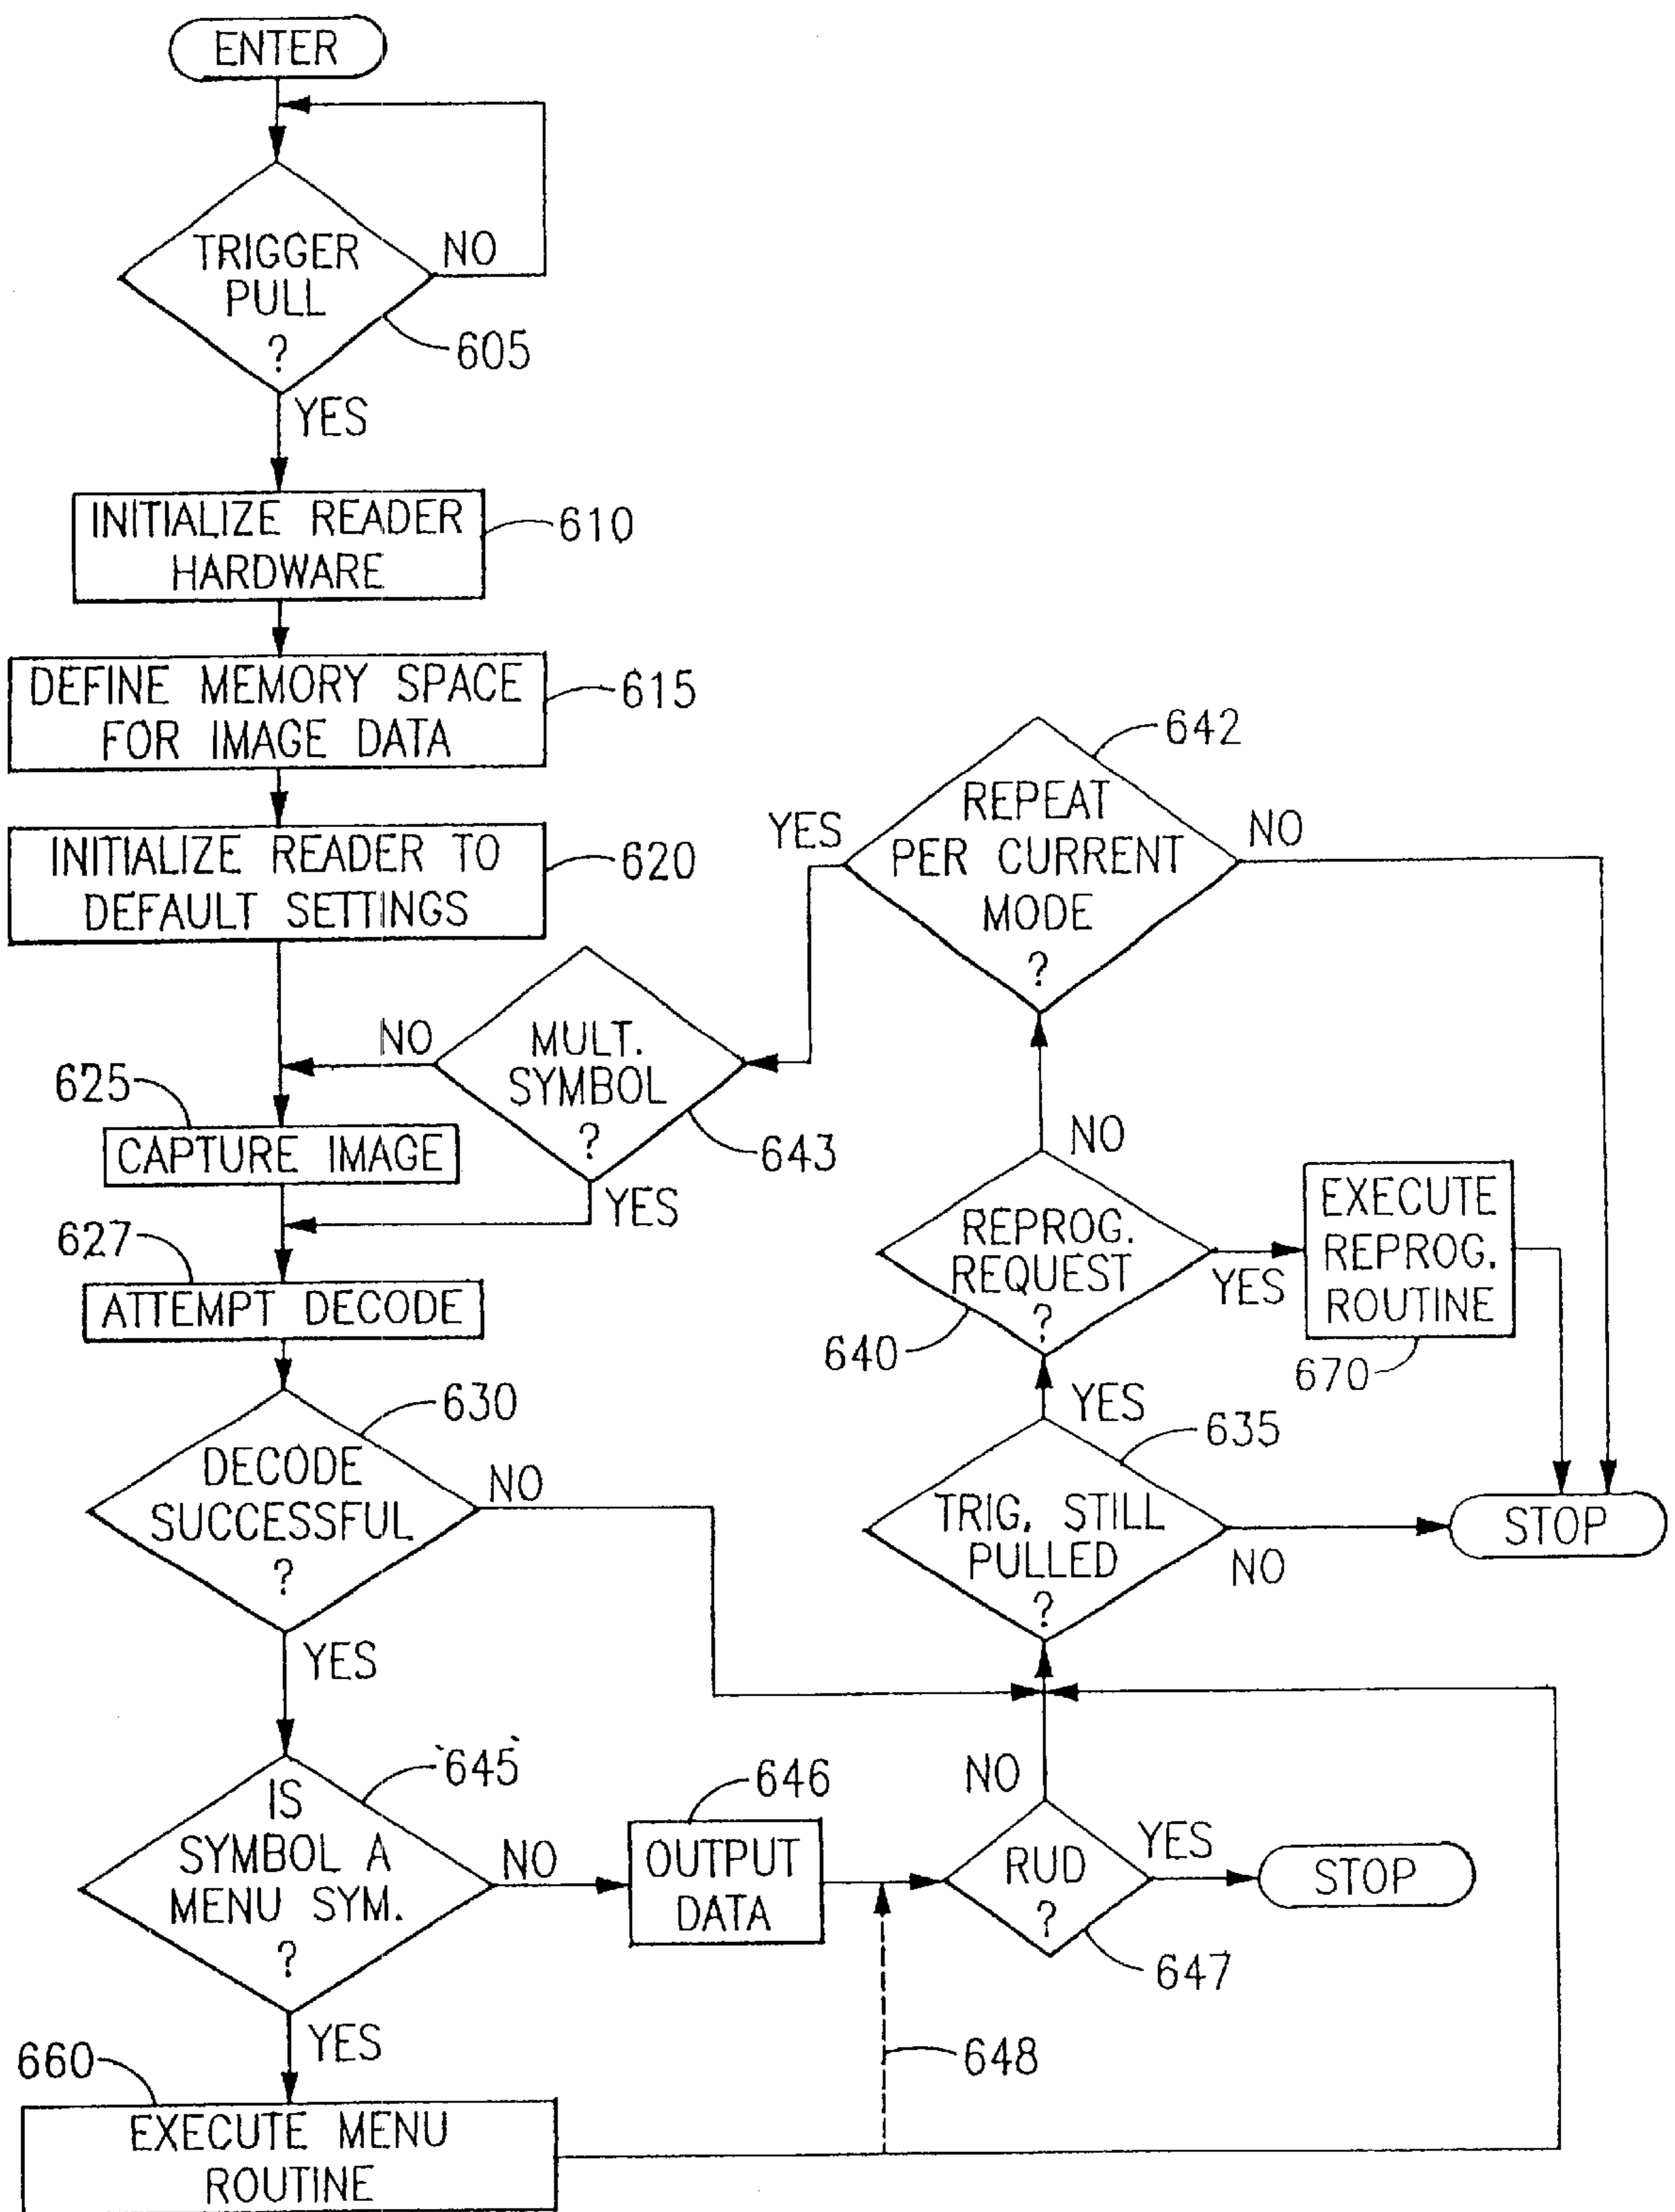 ENTER
TRIGGER
PULL
?
NO
605
YES
INITIALIZE READER
HARDWARE
610
DEFINE MEMORY SPACE
FOR IMAGE DATA
615
INITIALIZE READER TO
DEFAULT SETTINGS
620
642
REPEAT
PER CURRENT
MODE
?
YES
NO
MULT.
SYMBOL
?
NO
643
YES
625
CAPTURE IMAGE
627
ATTEMPT DECODE
NO
REPROG.
REQUEST
?
640
YES
EXECUTE
REPROG.
ROUTINE
670
YES
630
DECODE
SUCCESSFUL
?
NO
YES
635
TRIG. STILL
PULLED
?
NO
STOP
645
IS
SYMBOL A
MENU SYM.
?
NO
646
OUTPUT
DATA
NO
RUD
?
YES
STOP
647
YES
648
660
EXECUTE MENU
ROUTINE